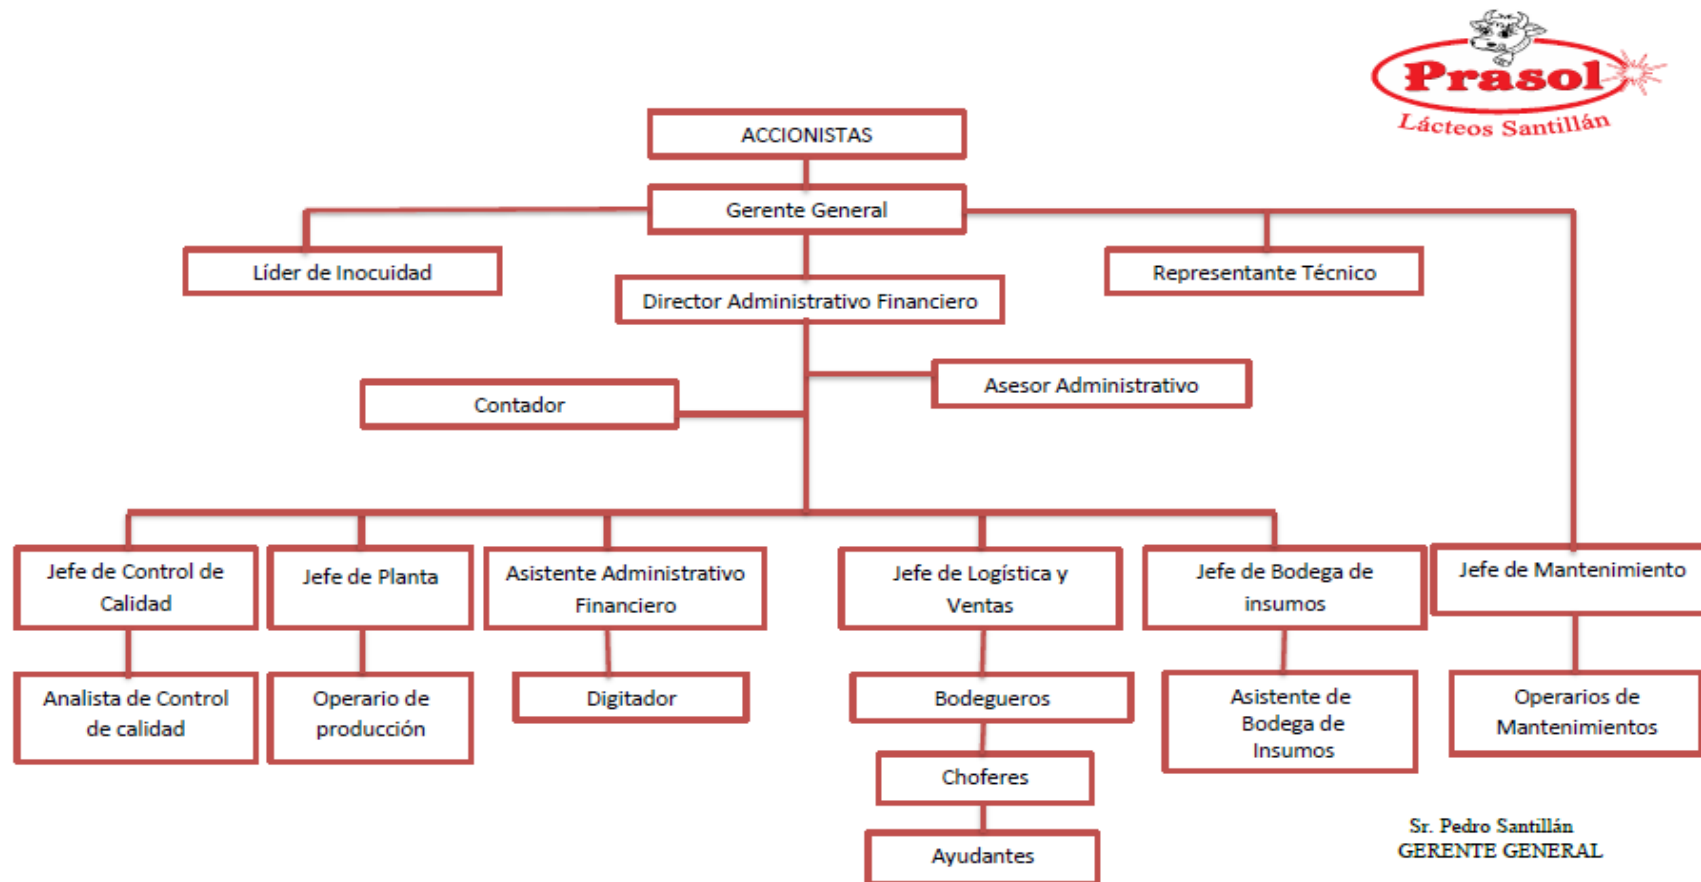 Prasol
Lácteos Santillán
ACCIONISTAS
Gerente General
Líder de Inocuidad
Representante Técnico
Director Administrativo Financiero
Asesor Administrativo
Contador
Jefe de Control de
Calidad
Jefe de Planta
Asistente Administrativo
Financiero
Jefe de Logística y
Ventas
Jefe de Bodega de
insumos
Jefe de Mantenimiento
Analista de Control
de calidad
Operario de
producción
Digitador
Bodegueros
Asistente de
Bodega de
Insumos
Operarios de
Mantenimientos
Choferes
Ayudantes
Sr. Pedro Santillán
GERENTE GENERAL